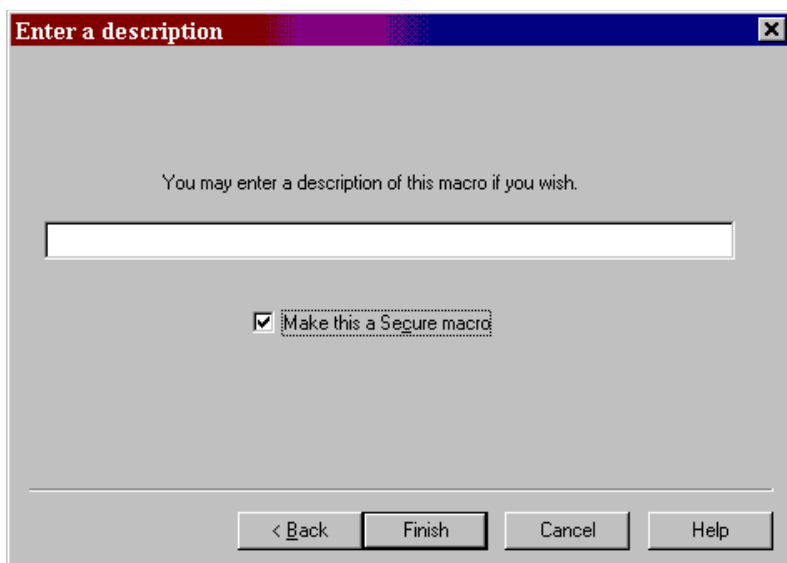 Enter a description
You may enter a description of this macro if you wish.
Make this a Secure macro
< Back Finish Cancel Help